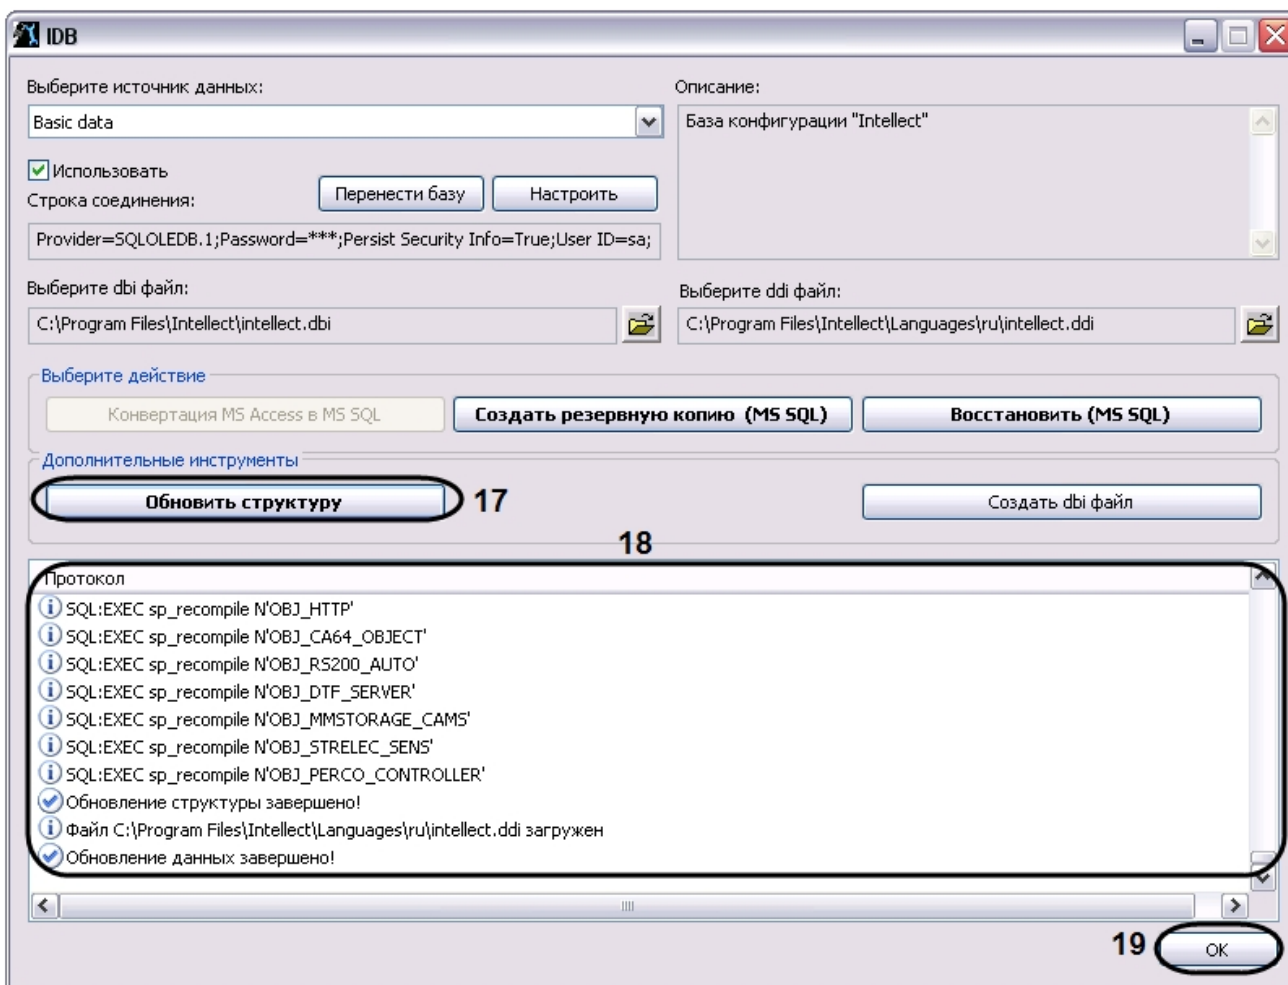 IDB
Выберите источник данных:
Описание:
Basic data
База конфигурации "Intellect"
Использовать
Строка соединения:
Перенести базу
Настроить
Provider=SQLOLEDB.1;Password=***;Persist Security Info=True;User ID=sa;
Выберите dbi файл:
Выберите ddi файл:
C:\Program Files\Intellect\intellect.dbi
C:\Program Files\Intellect\Languages\ru\intellect.ddi
Выберите действие
Конвертация MS Access в MS SQL
Создать резервную копию (MS SQL)
Восстановить (MS SQL)
Дополнительные инструменты
Обновить структуру
17
Создать dbi файл
18
Протокол
SQL:EXEC sp_recompile N'OBJ_HTTP'
SQL:EXEC sp_recompile N'OBJ_CA64_OBJECT'
SQL:EXEC sp_recompile N'OBJ_RS200_AUTO'
SQL:EXEC sp_recompile N'OBJ_DTF_SERVER'
SQL:EXEC sp_recompile N'OBJ_MMSTORAGE_CAMS'
SQL:EXEC sp_recompile N'OBJ_STRELEC_SENS'
SQL:EXEC sp_recompile N'OBJ_PERCO_CONTROLLER'
Обновление структуры завершено!
Файл C:\Program Files\Intellect\Languages\ru\intellect.ddi загружен
Обновление данных завершено!
19
OK